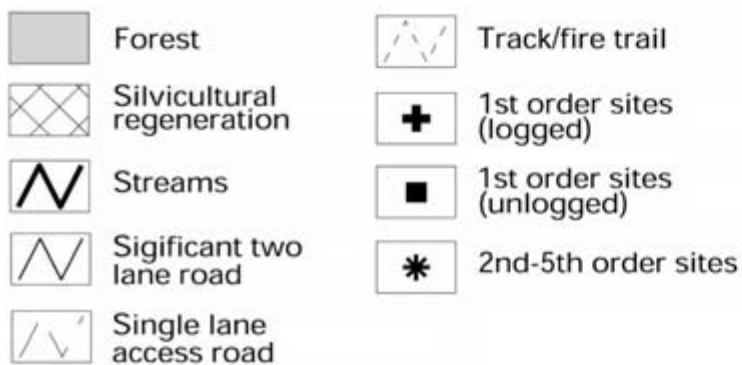 Forest
Silvicultural
regeneration
Streams
Sigificant two
lane road
Single lane
access road
Track/fire trail
1st order sites
(logged)
1st order sites
(unlogged)
2nd-5th order sites